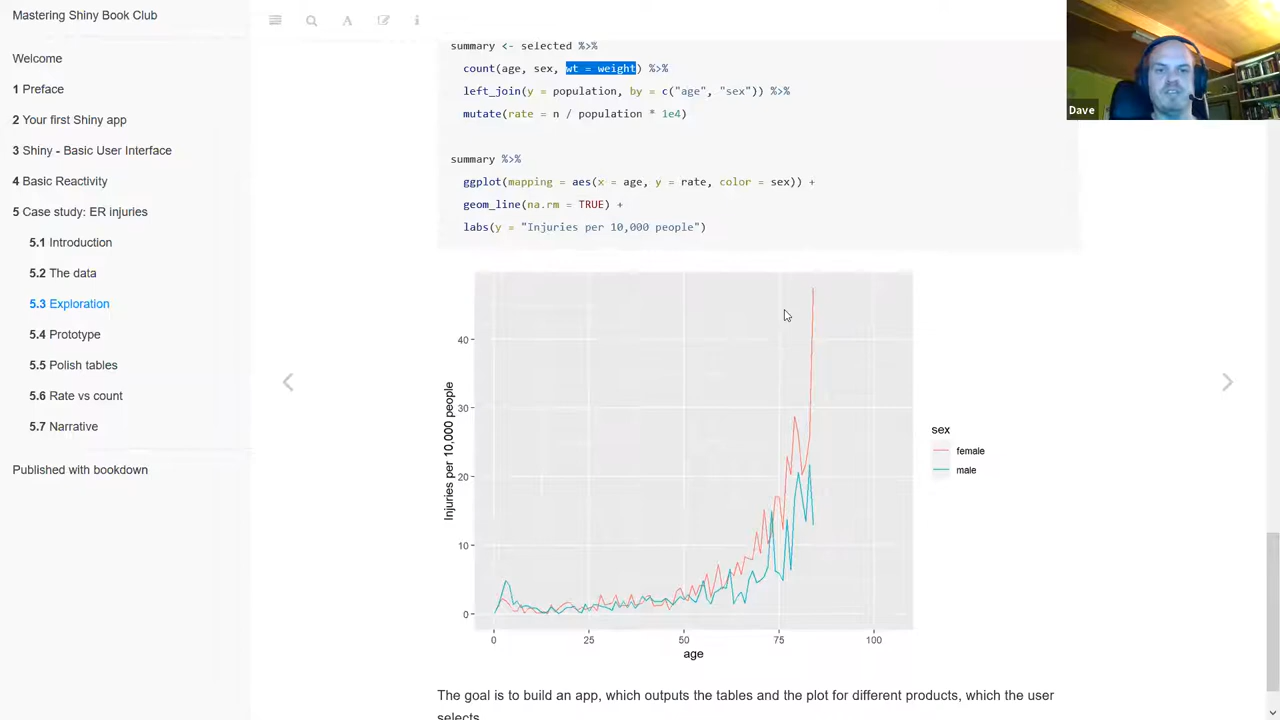 Mastering Shiny Book Club
Welcome
1 Preface
2 Your first Shiny app
3 Shiny - Basic User Interface
4 Basic Reactivity
5 Case study: ER injuries
5.1 Introduction
5.2 The data
5.3 Exploration
5.4 Prototype
5.5 Polish tables
5.6 Rate vs count
5.7 Narrative
Published with bookdown
A
i
summary <- selected %>%
count(age, sex, wt = weight) %>%
left_join(y = population, by = c("age", "sex")) %>%
mutate(rate = n / population * 1e4)
summary %>%
ggplot(mapping = aes(x = age, y = rate, color = sex)) +
geom_line(na.rm = TRUE) +
labs(y = "Injuries per 10,000 people")
Injuries per 10,000 people
40
30
20
10
0
0 25 50 75 100
age
sex
female
male
The goal is to build an app, which outputs the tables and the plot for different products, which the user
selects.
Dave